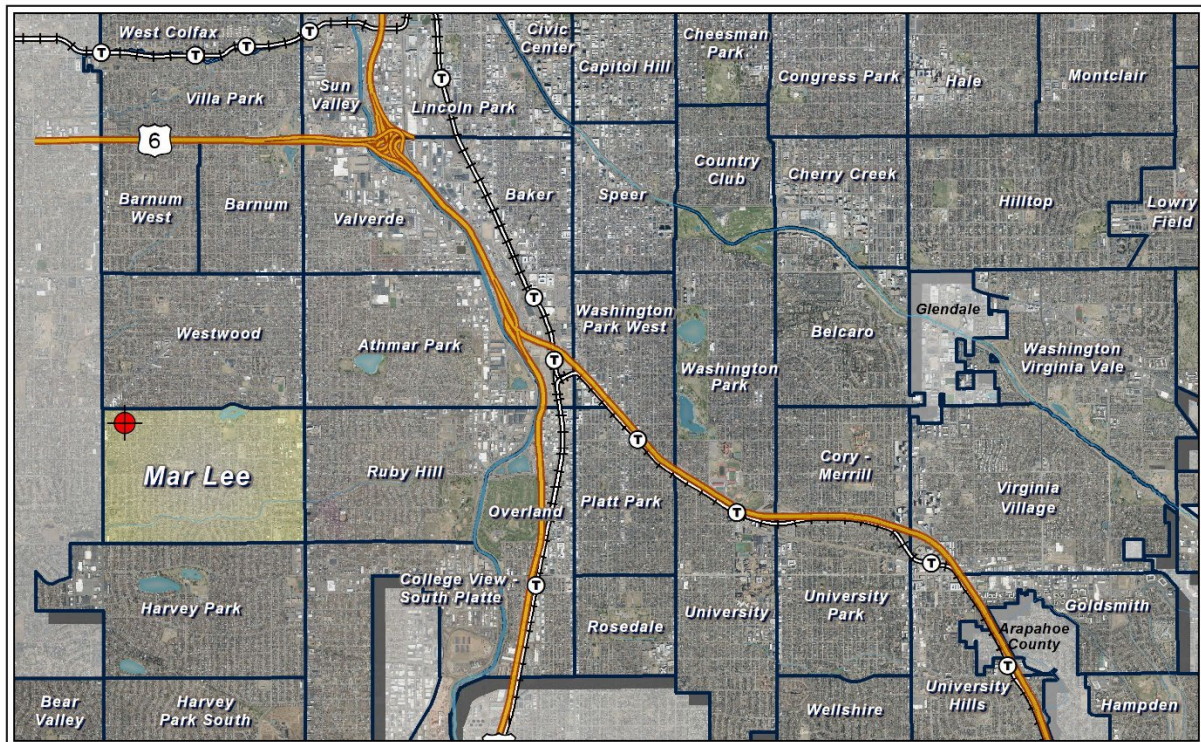 West Colfax
Civic
Center
Cheesman
Park
Capitol Hill
Congress Park
Hale
Montclair
Villa Park
Sun
Valley
Lincoln Park
6
T
T
T
T
T
Barnum
West
Barnum
Valverde
Baker
Speer
Country
Club
Cherry Creek
Hilltop
Lowry
Field
Westwood
Athmar Park
T
Washington
Park West
Washington
Park
Belcaro
Glendale
Washington
Virginia Vale
T
Mar Lee
Ruby Hill
Overland
T
Platt Park
T
Cory -
Merrill
Virginia
Village
Harvey Park
College View -
South Platte
T
Rosedale
University
University
Park
T
Goldsmith
Arapahoe
County
T
Bear
Valley
Harvey
Park South
Wellshire
University
Hills
Hampden